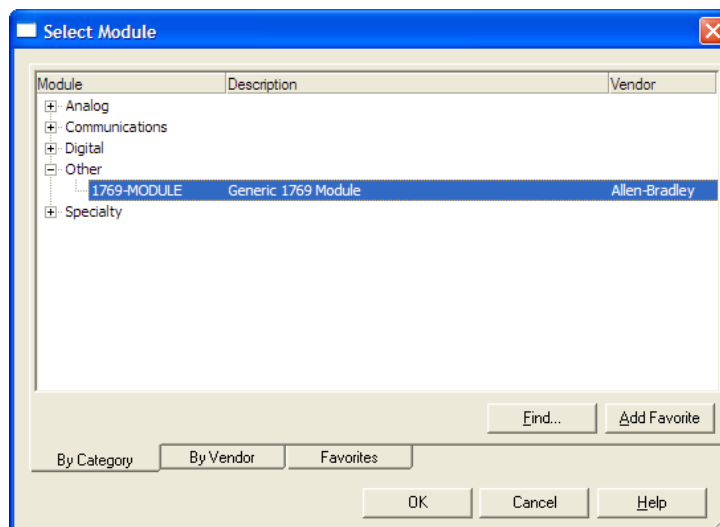 Select Module
Module Description Vendor
Analog
Communications
Digital
Other
1769-MODULE Generic 1769 Module Allen-Bradley
Specialty
Find... Add Favorite
By Category By Vendor Favorites
OK Cancel Help